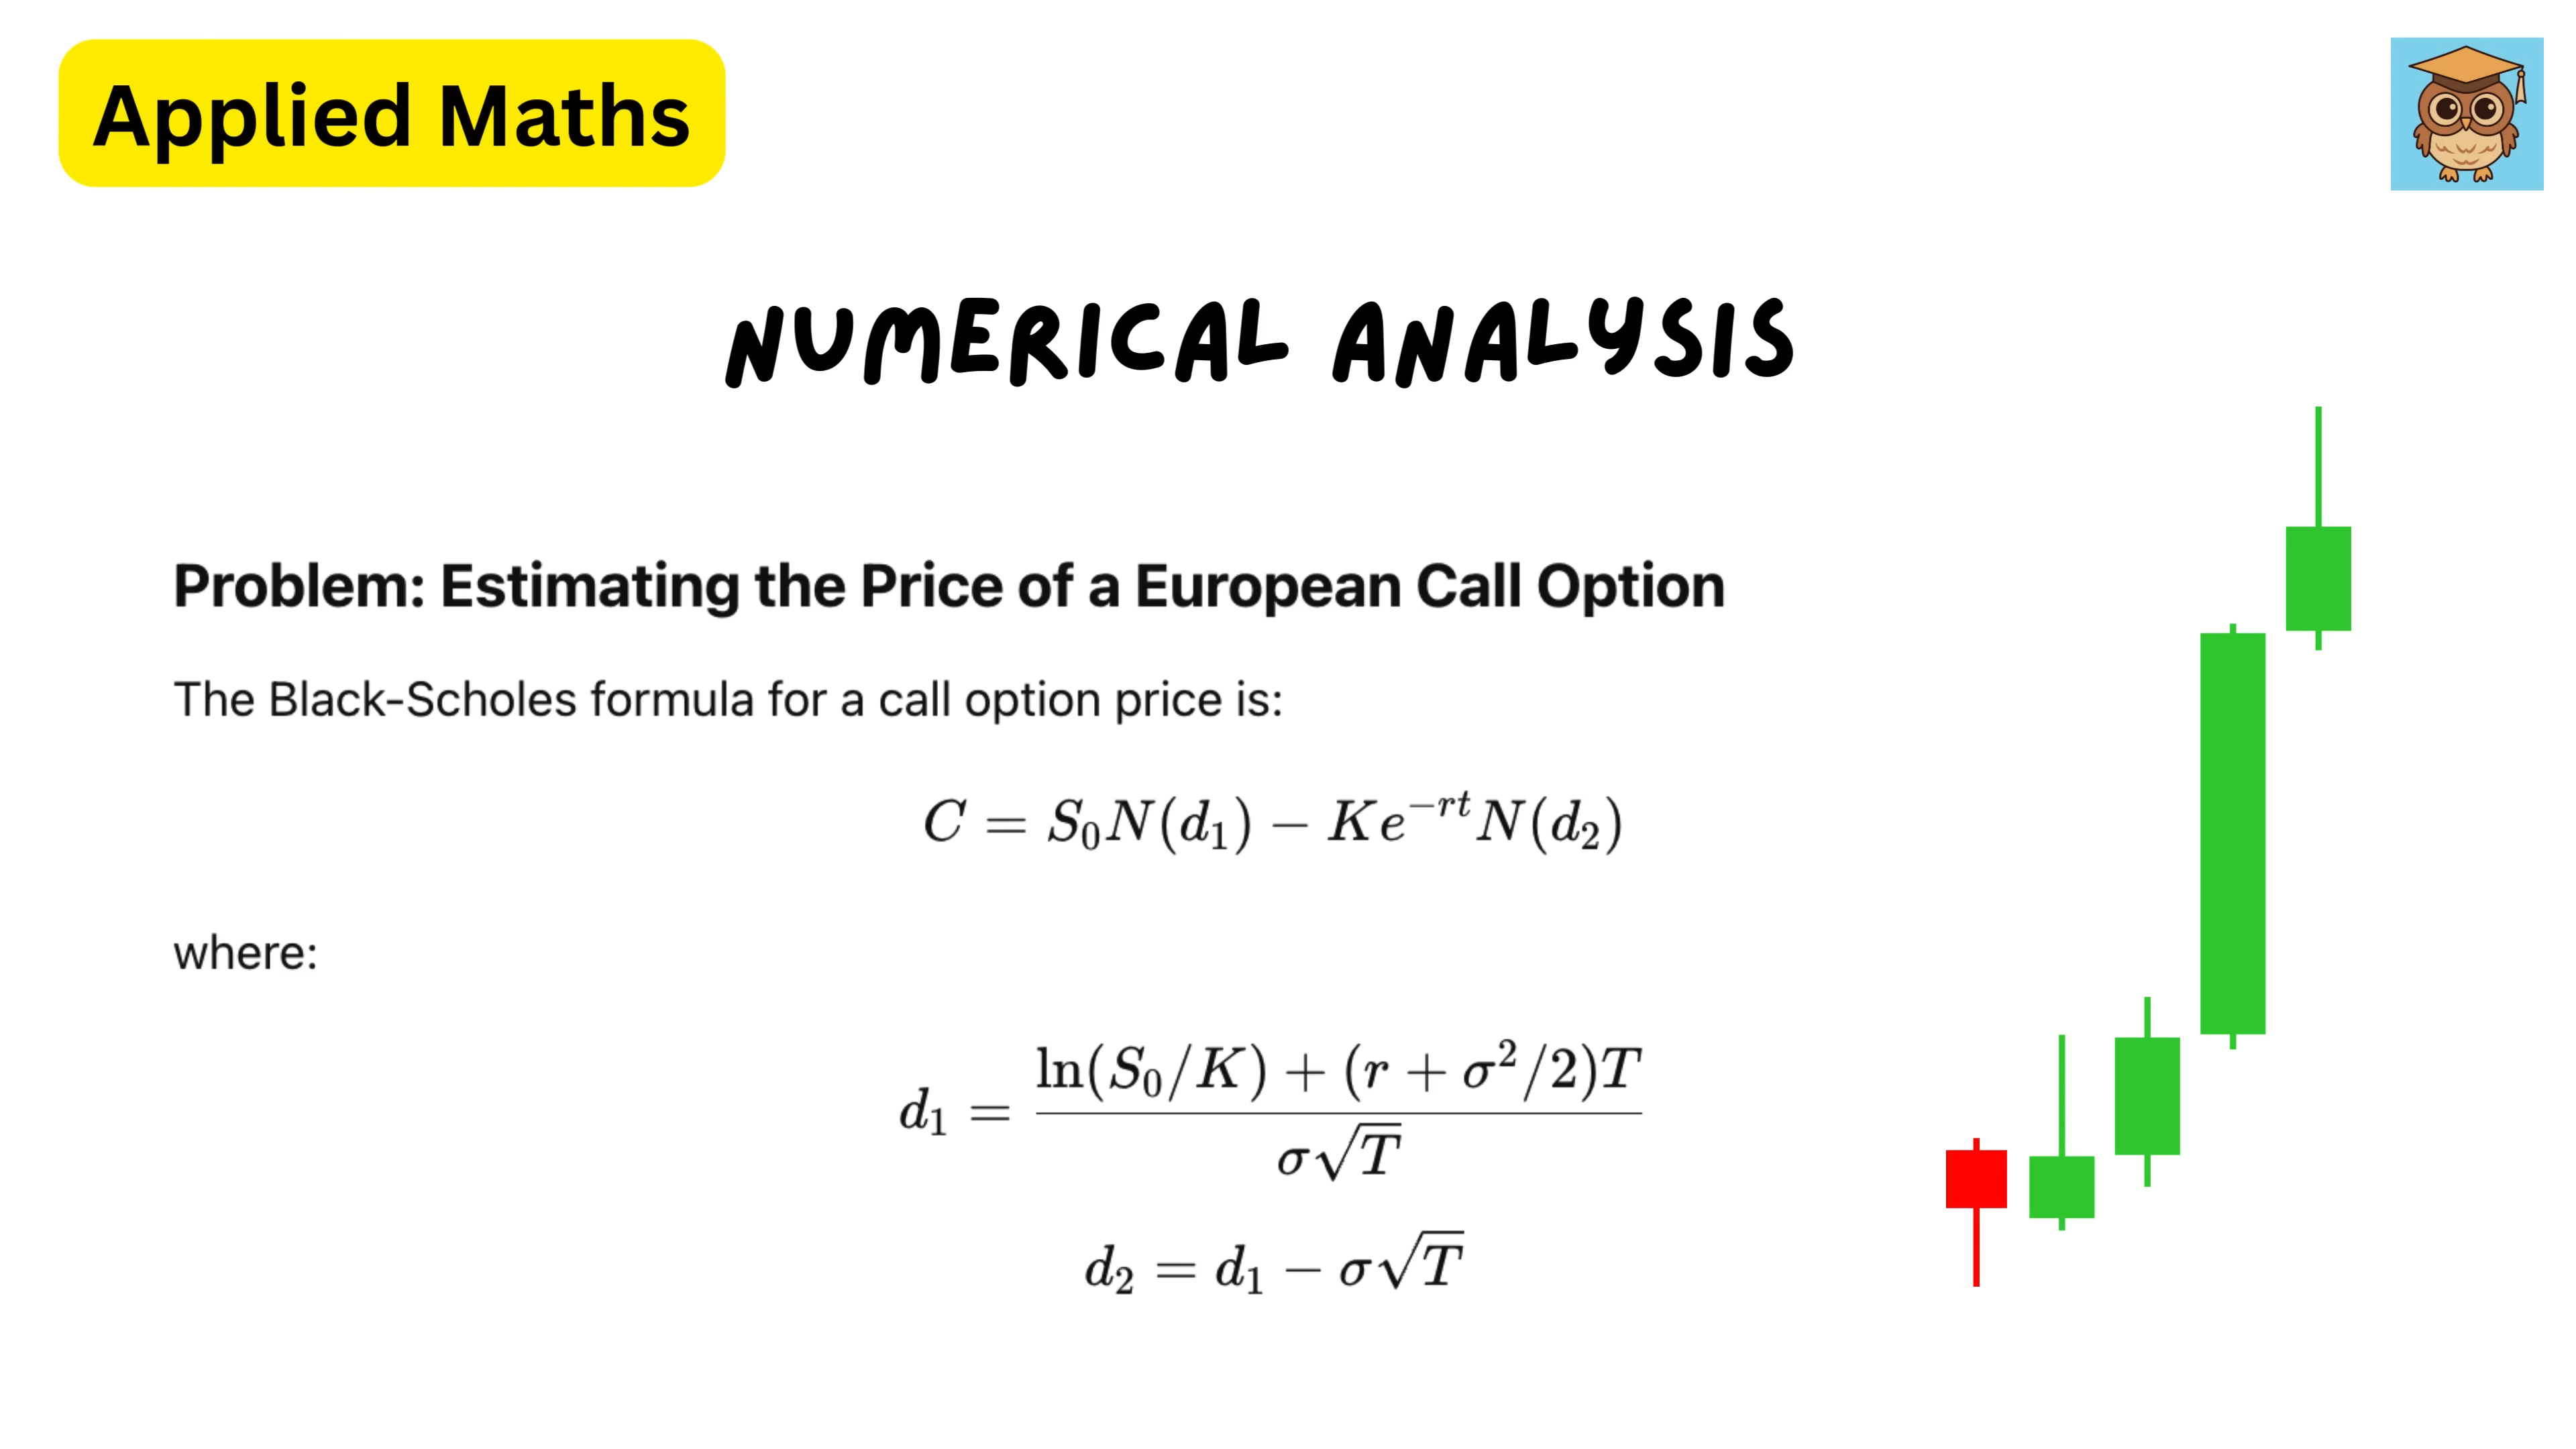 Applied Maths
NUMERICAL ANALYSIS
Problem: Estimating the Price of a European Call Option
The Black-Scholes formula for a call option price is:
C = S₀N(d₁) − Ke⁻ʳᵗN(d₂)
where:
d₁ = ln(S₀/K) + (r + σ²/2)T / σ√T
d₂ = d₁ − σ√T